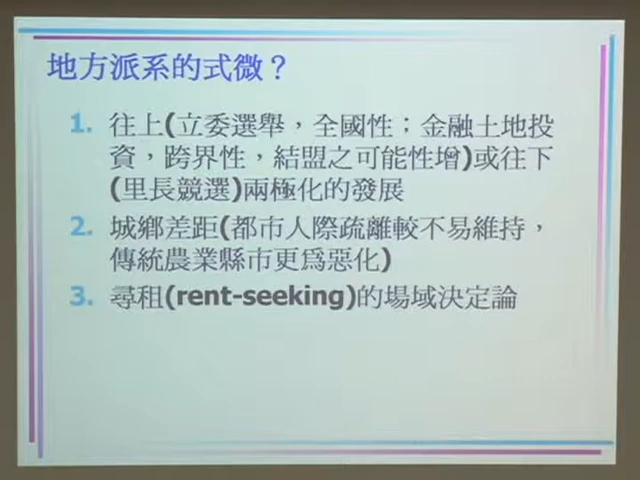 地方派系的式微？
1. 往上(立委選舉，全國性；金融土地投
資，跨界性，結盟之可能性增)或往下
(里長競選)兩極化的發展
2. 城鄉差距(都市人際疏離較不易維持，
傳統農業縣市更為惡化)
3. 尋租(rent-seeking)的場域決定論